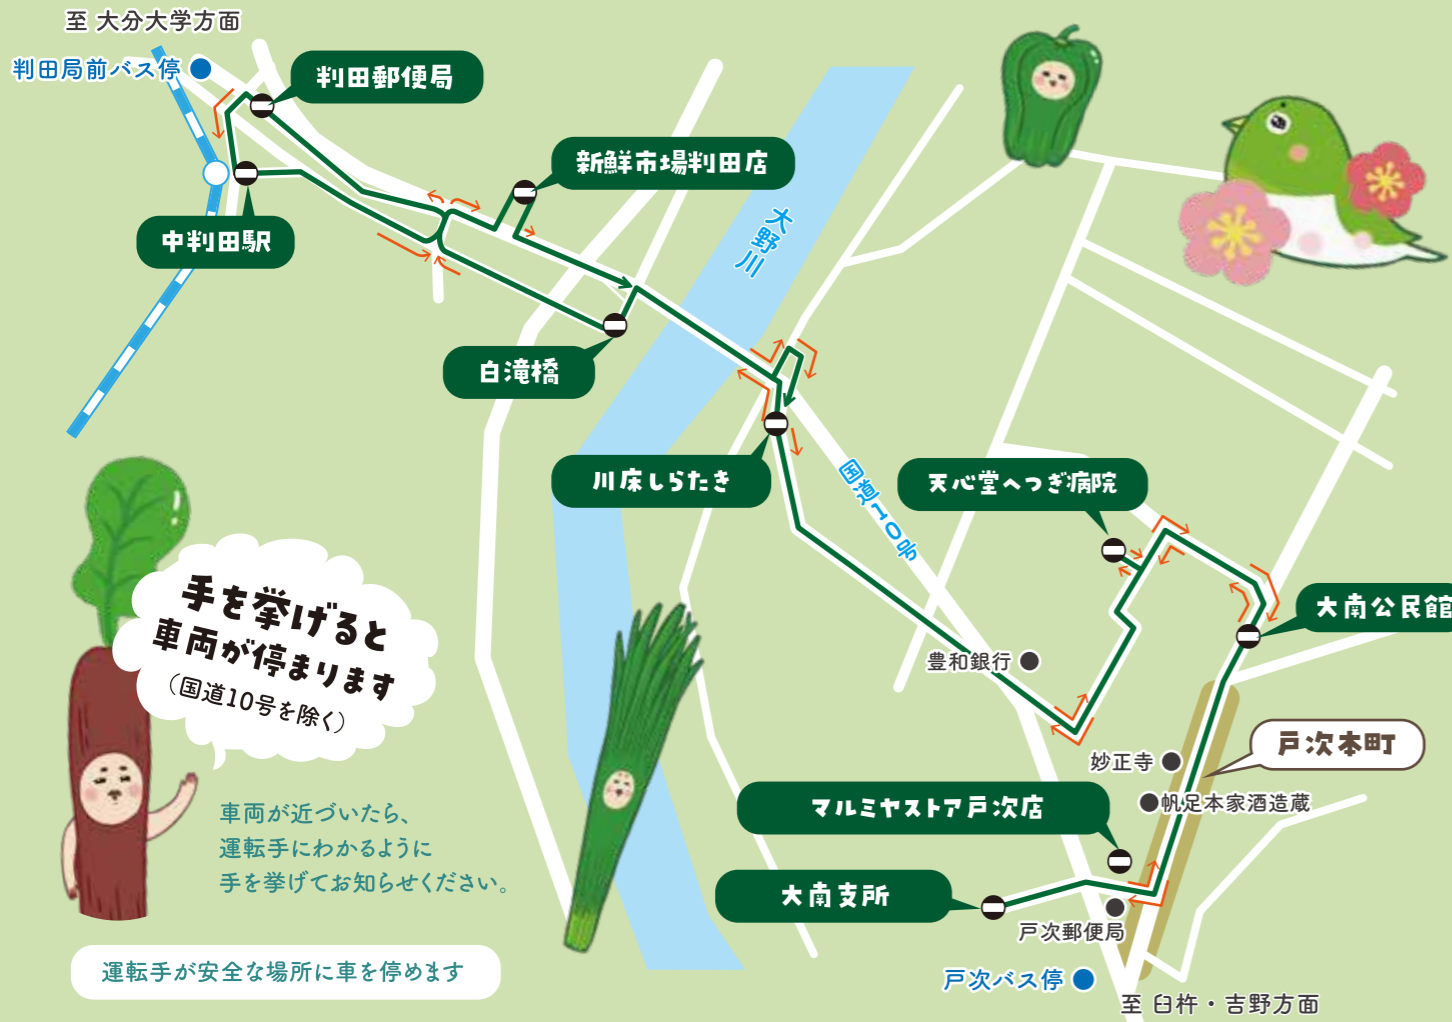 至 大分大学方面
判田局前バス停
判田郵便局
新鮮市場判田店
中判田駅
大野川
白滝橋
川床しらたき
国道10号
天心堂へつぎ病院
大南公民館
手を挙げると
車両が停まります
（国道10号を除く）
豊和銀行
戸次本町
妙正寺
帆足本家酒造蔵
マルミヤストア戸次店
車両が近づいたら、
運転手にわかるように
手を挙げてお知らせください。
大南支所
戸次郵便局
運転手が安全な場所に車を停めます
戸次バス停
至 臼杵・吉野方面